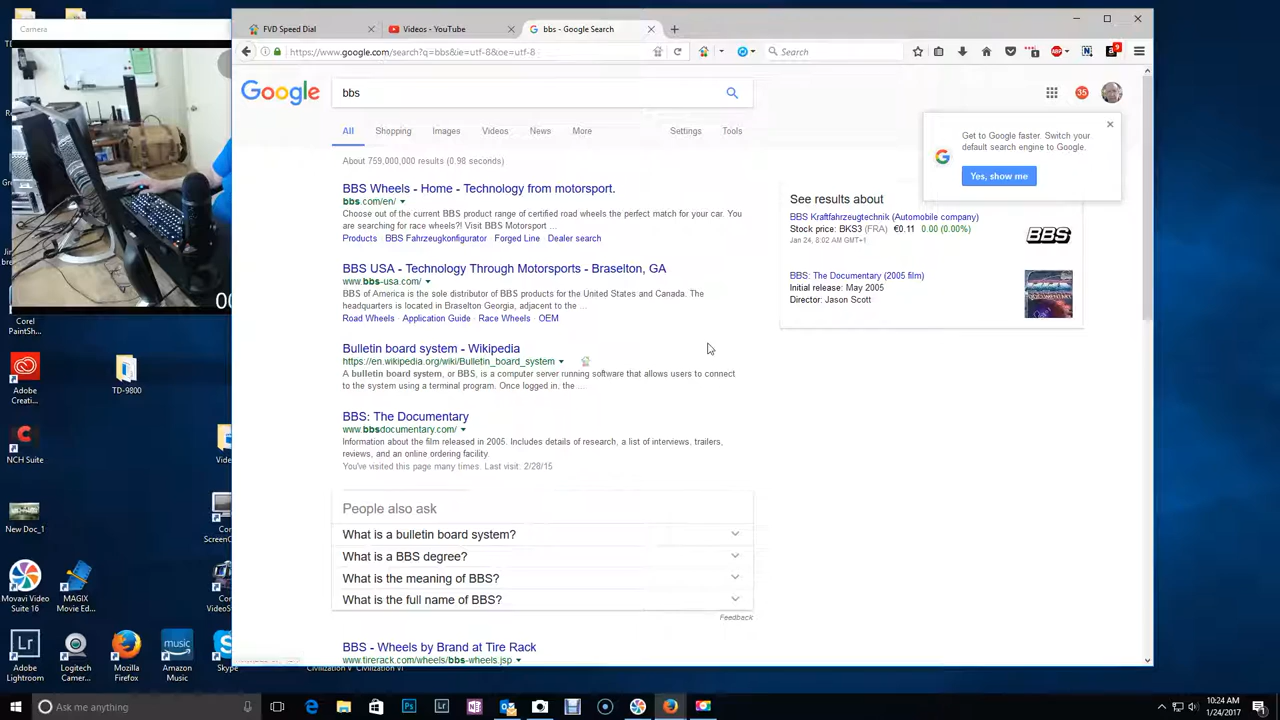 Camera
FVD Speed Dial
Videos - YouTube
bbs - Google Search
https://www.google.com/search?q=bbs&ie=utf-8&oe=utf-8
Search
9
Google
bbs
35
All
Shopping
Images
Videos
News
More
Settings
Tools
Get to Google faster. Switch your
default search engine to Google.
Yes, show me
About 759,000,000 results (0.98 seconds)
BBS Wheels - Home - Technology from motorsport.
bbs.com/en/
Choose out of the current BBS product range of certified road wheels the perfect match for your car. You
are searching for race wheels?! Visit BBS Motorsport ...
Products · BBS Fahrzeugkonfigurator · Forged Line · Dealer search
BBS USA - Technology Through Motorsports - Braselton, GA
www.bbs-usa.com/
BBS of America is the sole distributor of BBS products for the United States and Canada. The
headquarters is located in Braselton Georgia, adjacent to the ...
Road Wheels · Application Guide · Race Wheels · OEM
Bulletin board system - Wikipedia
https://en.wikipedia.org/wiki/Bulletin_board_system
A bulletin board system, or BBS, is a computer server running software that allows users to connect
to the system using a terminal program. Once logged in, the ...
BBS: The Documentary
www.bbsdocumentary.com/
Information about the film released in 2005. Includes details of research, a list of interviews, trailers,
reviews, and an online ordering facility.
You've visited this page many times. Last visit: 2/28/15
People also ask
What is a bulletin board system?
What is a BBS degree?
What is the meaning of BBS?
What is the full name of BBS?
Feedback
BBS - Wheels by Brand at Tire Rack
www.tirerack.com/wheels/bbs-wheels.jsp
See results about
BBS Kraftfahrzeugtechnik (Automobile company)
Stock price: BKS3 (FRA) €0.11 0.00 (0.00%)
Jan 24, 8:02 AM GMT+1
BBS
BBS: The Documentary (2005 film)
Initial release: May 2005
Director: Jason Scott
Corel
PaintSh...
Adobe
Creati...
TD-9800
NCH Suite
New Doc_1
Movavi Video
Suite 16
MAGIX
Movie Ed...
Adobe
Lightroom
Logitech
Camer...
Mozilla
Firefox
Amazon
Music
Skype
Ask me anything
10:24 AM
1/24/2017